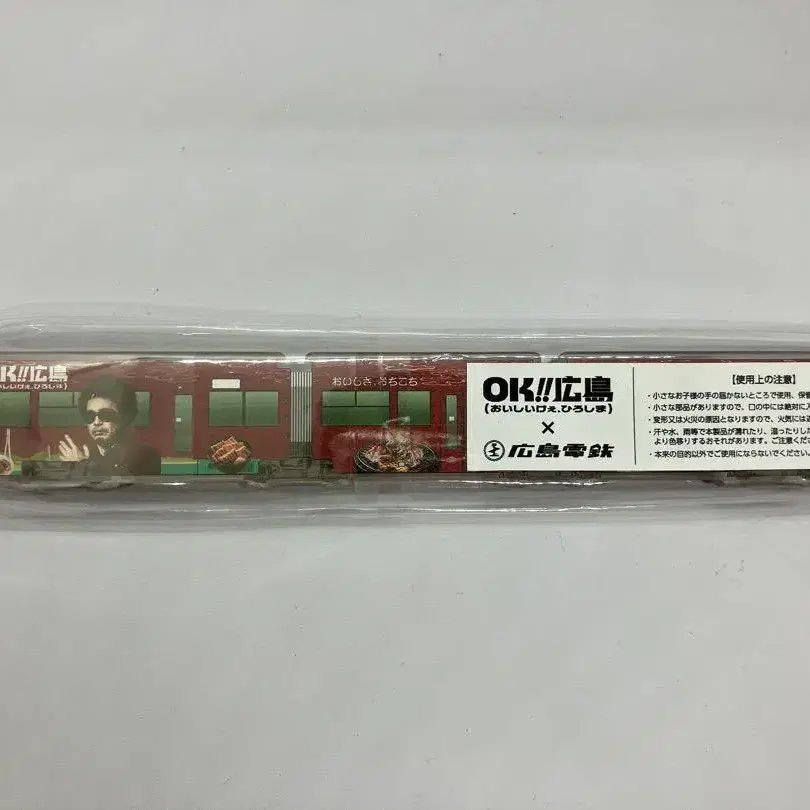 OK!!広島
おいしいけぇ、ひろしま)
おいしさ、あちこち
OK!!広島
(おいしいけぇ、ひろしま)
×
広島電鉄
【使用上の注意】
・小さなお子様の手の届かないところで使用、保管
・小さな部品がありますので、口の中には絶対に入
・変形又は火災の原因となりますので、火気には近
・汗や水、雨等で本製品が濡れたり、湿ったりした
より色移りするおそれがあります。ご注意くださ
・本来の目的以外でご使用にならないでください。